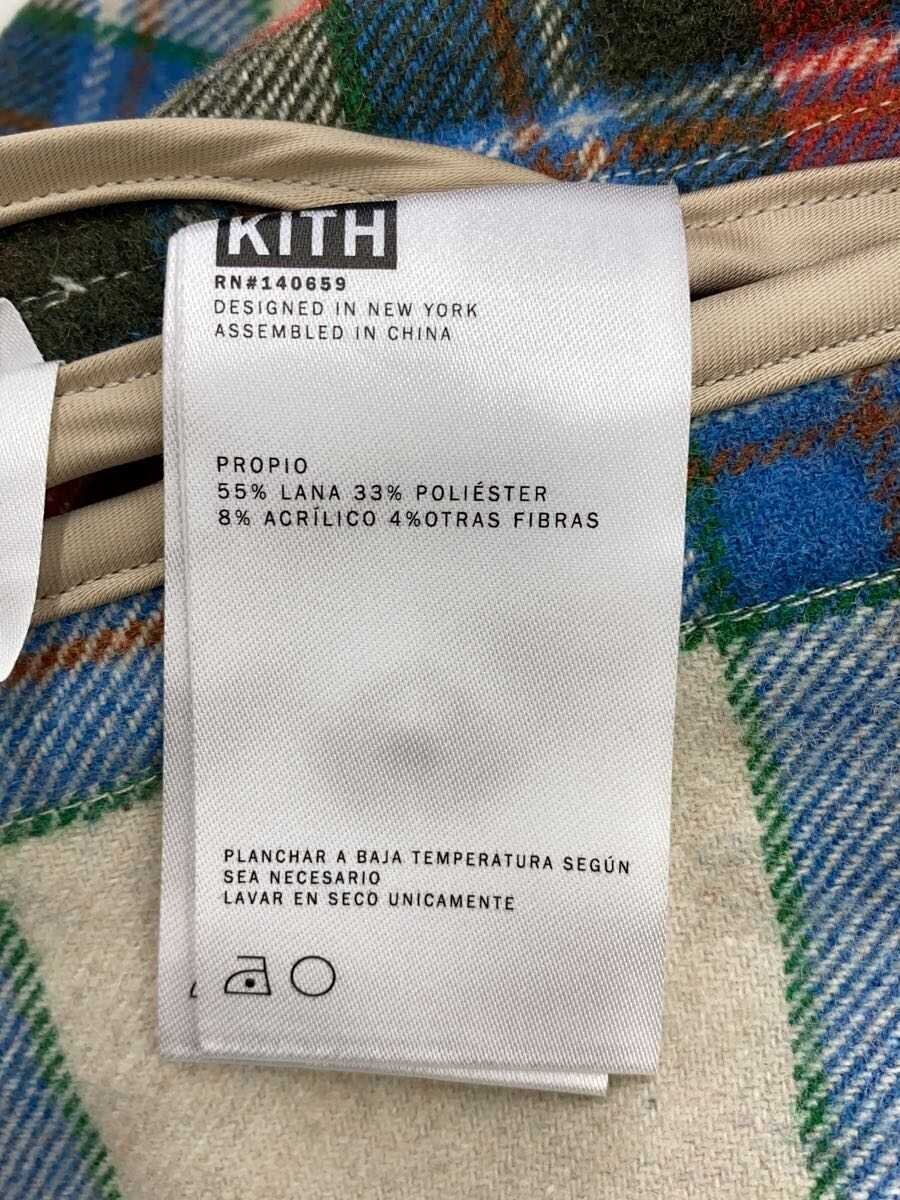 KITH
RN#140659
DESIGNED IN NEW YORK
ASSEMBLED IN CHINA
PROPIO
55% LANA 33% POLIÉSTER
8% ACRÍLICO 4%OTRAS FIBRAS
PLANCHAR A BAJA TEMPERATURA SEGÚN
SEA NECESARIO
LAVAR EN SECO UNICAMENTE